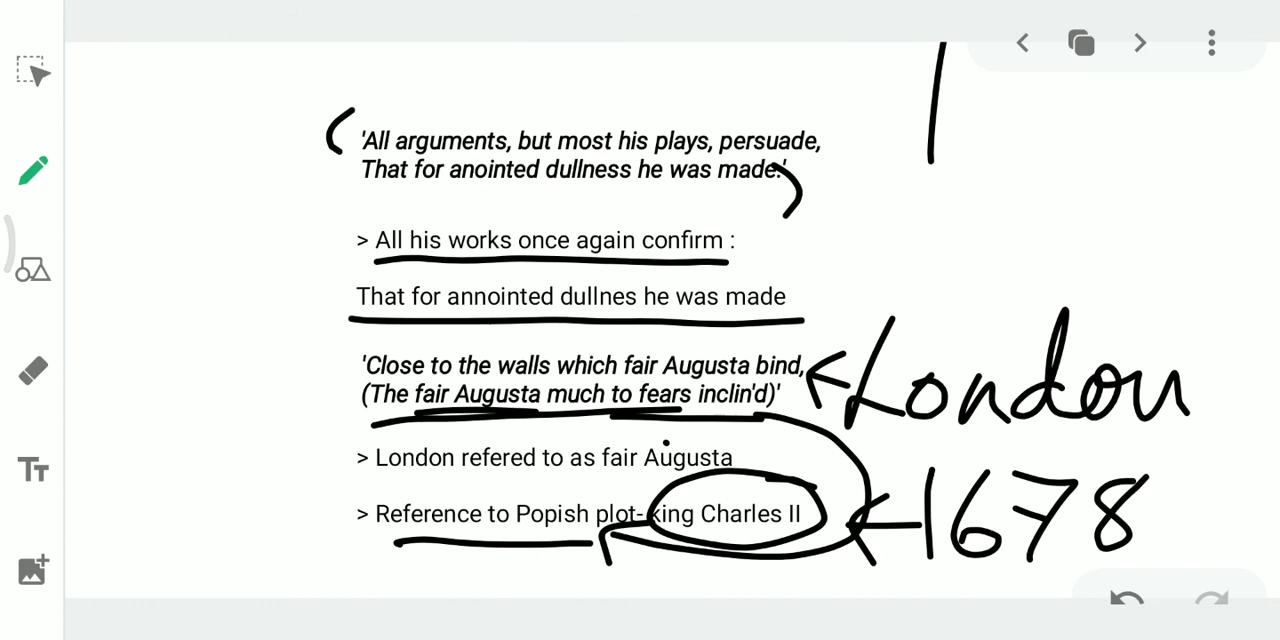 'All arguments, but most his plays, persuade,
That for anointed dullness he was made.'
> All his works once again confirm :
That for annointed dullnes he was made
'Close to the walls which fair Augusta bind,
(The fair Augusta much to fears inclin'd)'
London
> London refered to as fair Augusta
> Reference to Popish plot- king Charles II
1678
TT